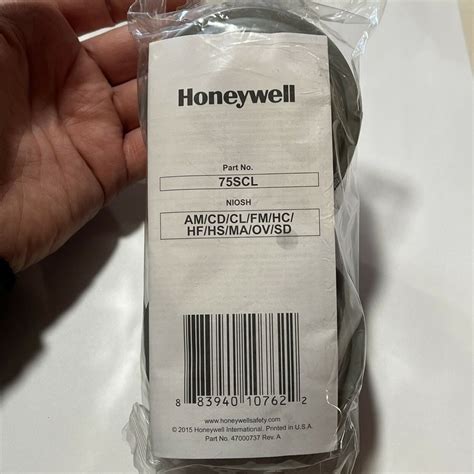 Honeywell
Part No.
75SCL
NIOSH
AM/CD/CL/FM/HC/
HF/HS/MA/OV/SD
8 83940 10762 2
www.honeywellsafety.com
© 2015 Honeywell International. Printed in U.S.A.
Part No. 47000737 Rev. A